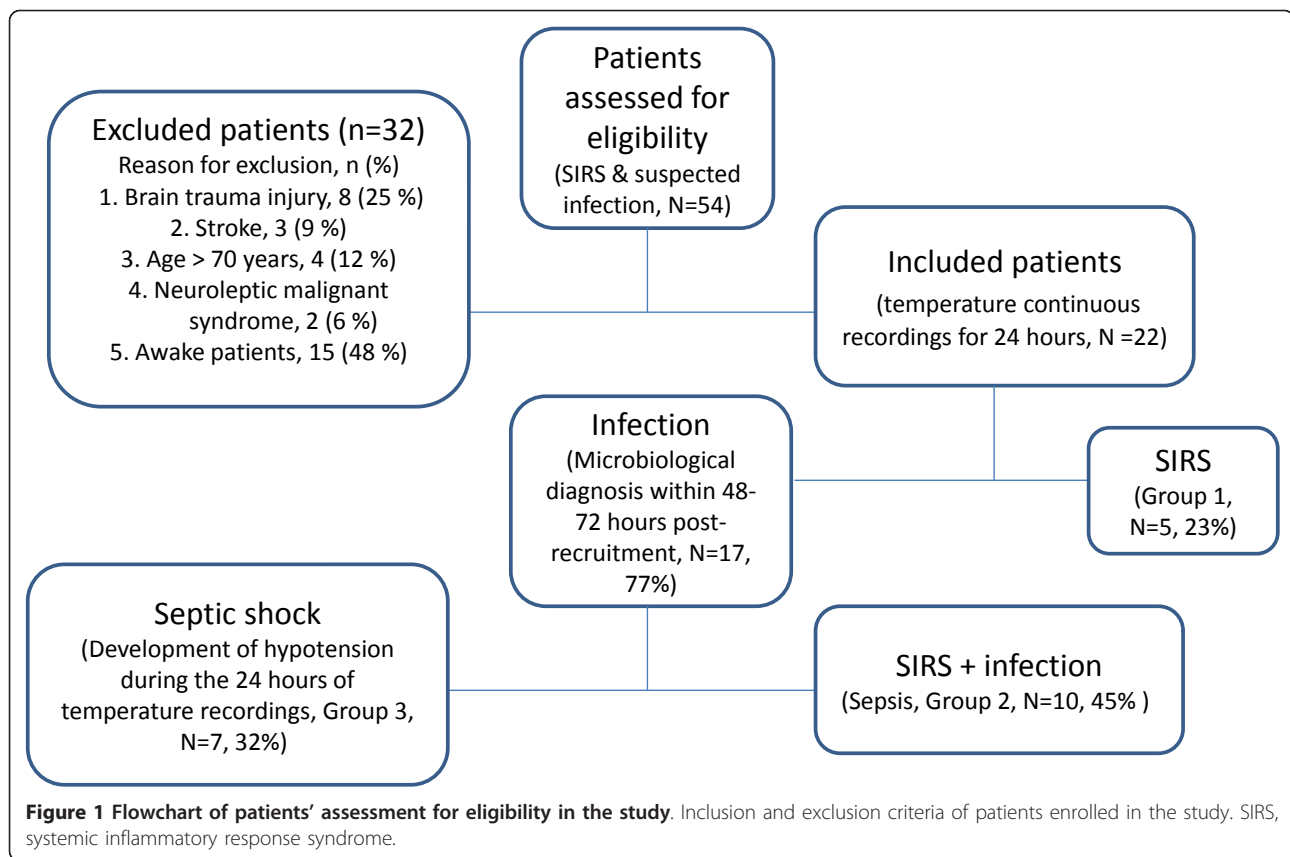 Patients
assessed for
eligibility
(SIRS & suspected
infection, N=54)
Excluded patients (n=32)
Reason for exclusion, n (%)
1. Brain trauma injury, 8 (25 %)
2. Stroke, 3 (9 %)
3. Age > 70 years, 4 (12 %)
4. Neuroleptic malignant
syndrome, 2 (6 %)
5. Awake patients, 15 (48 %)
Included patients
(temperature continuous
recordings for 24 hours, N =22)
Infection
(Microbiological
diagnosis within 48-
72 hours post-
recruitment, N=17,
77%)
SIRS
(Group 1,
N=5, 23%)
Septic shock
(Development of hypotension
during the 24 hours of
temperature recordings, Group 3,
N=7, 32%)
SIRS + infection
(Sepsis, Group 2, N=10, 45% )
Figure 1 Flowchart of patients’ assessment for eligibility in the study. Inclusion and exclusion criteria of patients enrolled in the study. SIRS,
systemic inflammatory response syndrome.